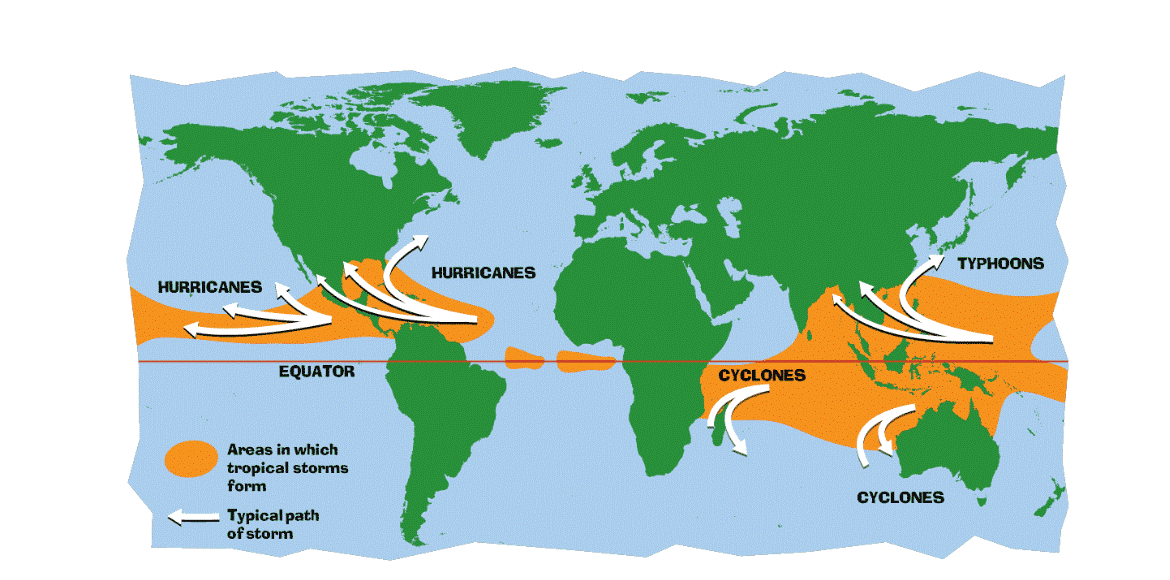 TYPHOONS
HURRICANES
HURRICANES
EQUATOR
CYCLONES
Areas in which
tropical storms
form
CYCLONES
Typical path
of storm